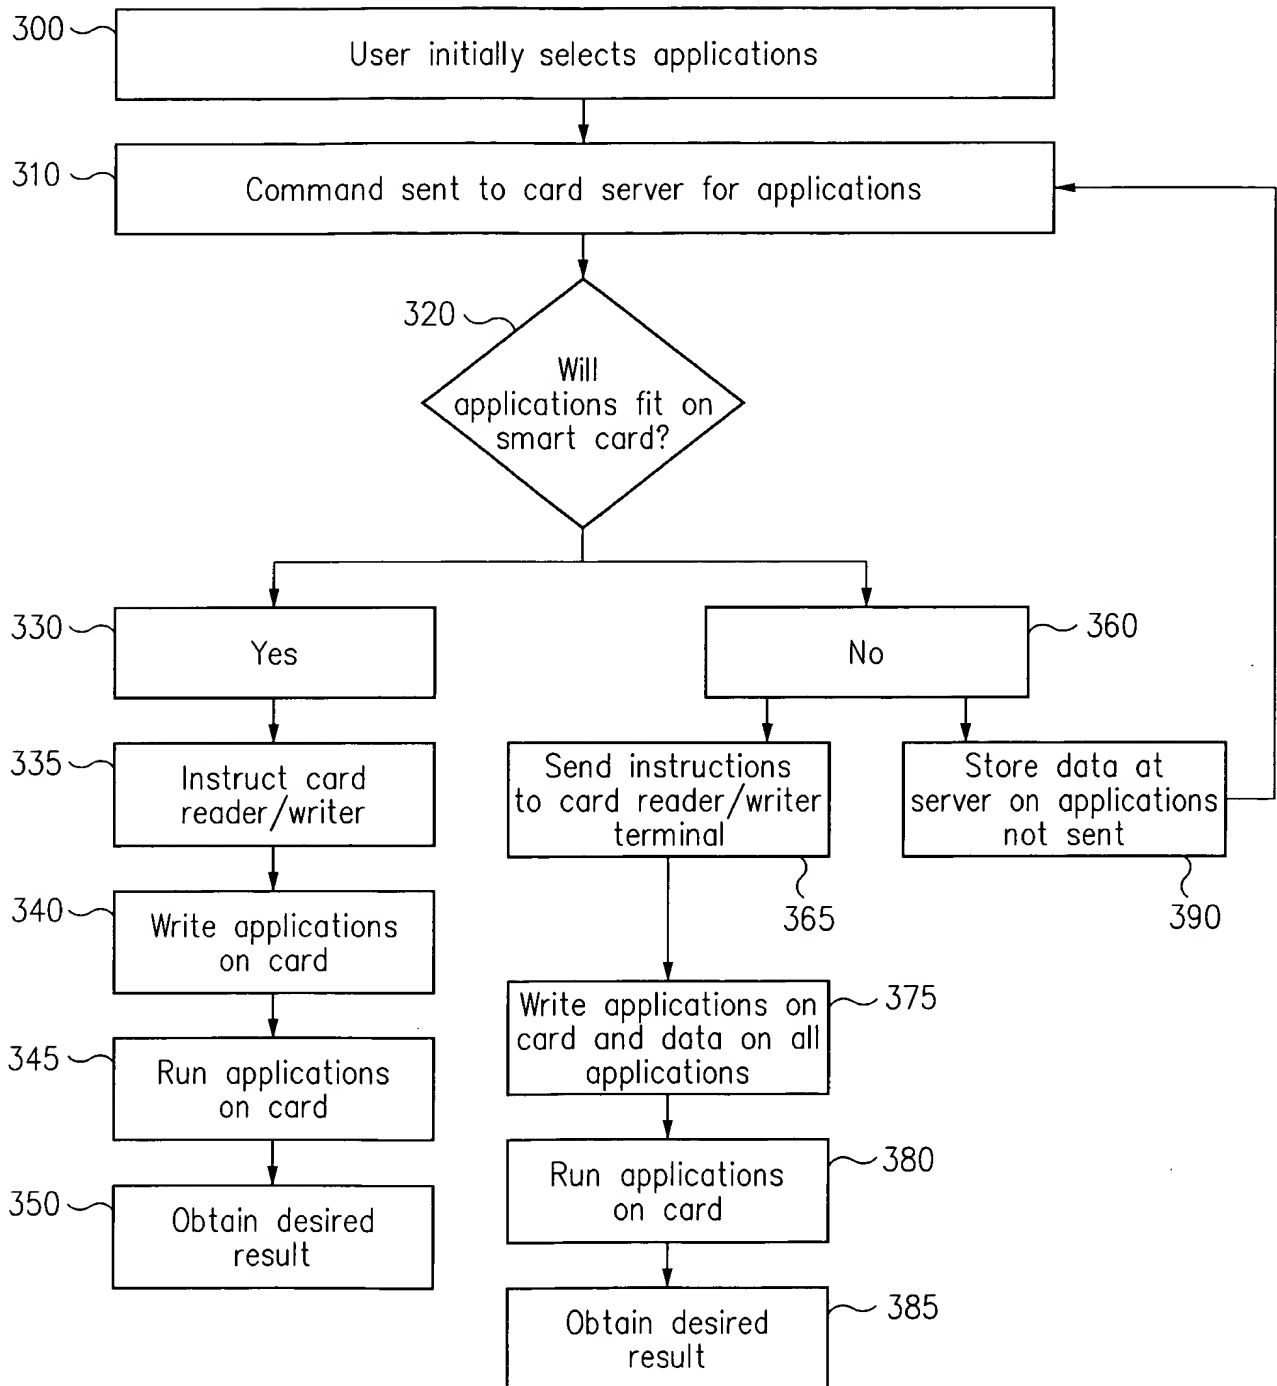 300
User initially selects applications
310
Command sent to card server for applications
320
Will
applications fit on
smart card?
330
Yes
No
360
335
Instruct card
reader/writer
Send instructions
to card reader/writer
terminal
365
Store data at
server on applications
not sent
390
340
Write applications
on card
Write applications on
card and data on all
applications
375
345
Run applications
on card
Run applications
on card
380
350
Obtain desired
result
Obtain desired
result
385